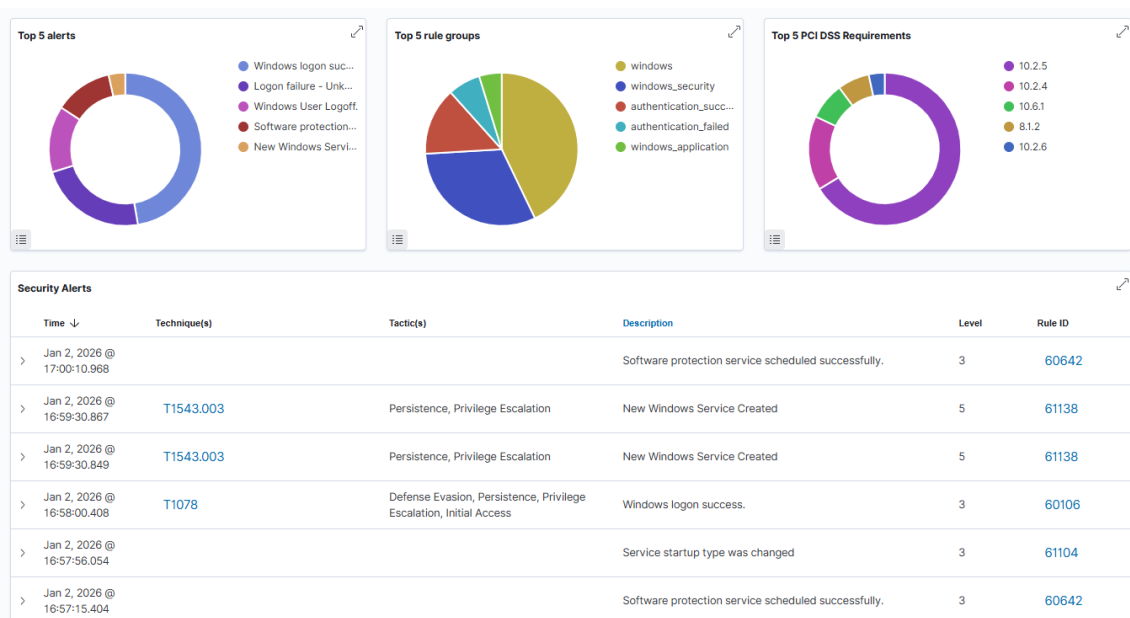 Top 5 alerts
Windows logon suc...
Logon failure - Unk...
Windows User Logoff.
Software protection...
New Windows Servi...
Top 5 rule groups
windows
windows_security
authentication_succ...
authentication_failed
windows_application
Top 5 PCI DSS Requirements
10.2.5
10.2.4
10.6.1
8.1.2
10.2.6
Security Alerts
Time Technique(s) Tactic(s) Description Level Rule ID
Jan 2, 2026 @
17:00:10.968
Software protection service scheduled successfully. 3 60642
Jan 2, 2026 @
16:59:30.867
T1543.003 Persistence, Privilege Escalation New Windows Service Created 5 61138
Jan 2, 2026 @
16:59:30.849
T1543.003 Persistence, Privilege Escalation New Windows Service Created 5 61138
Jan 2, 2026 @
16:58:00.408
T1078 Defense Evasion, Persistence, Privilege
Escalation, Initial Access
Windows logon success. 3 60106
Jan 2, 2026 @
16:57:56.054
Service startup type was changed 3 61104
Jan 2, 2026 @
16:57:15.404
Software protection service scheduled successfully. 3 60642